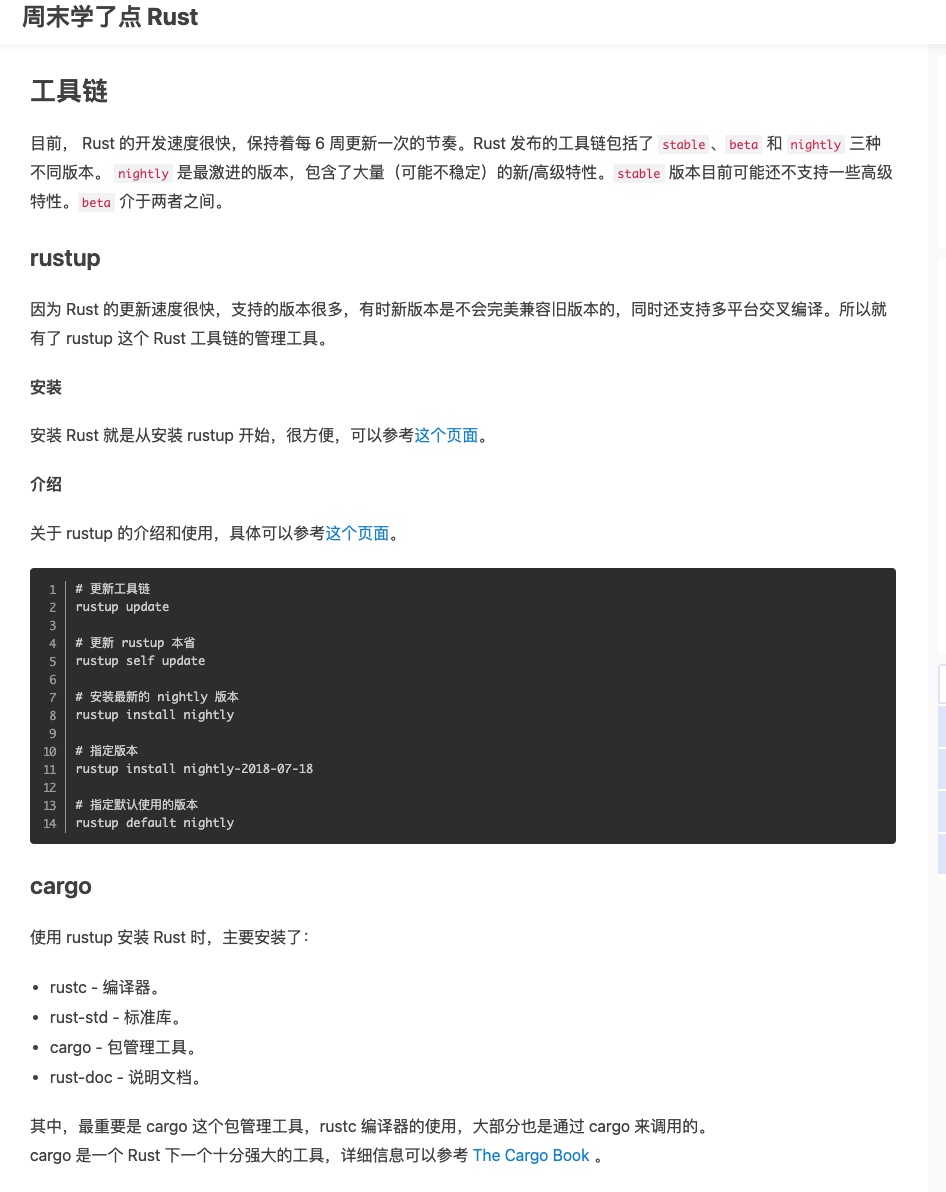 周末学了点 Rust
工具链
目前， Rust 的开发速度很快，保持着每 6 周更新一次的节奏。Rust 发布的工具链包括了 stable 、 beta 和 nightly 三种
不同版本。 nightly 是最激进的版本，包含了大量（可能不稳定）的新/高级特性。 stable 版本目前可能还不支持一些高级
特性。 beta 介于两者之间。
rustup
因为 Rust 的更新速度很快，支持的版本很多，有时新版本是不会完美兼容旧版本的，同时还支持多平台交叉编译。所以就
有了 rustup 这个 Rust 工具链的管理工具。
安装
安装 Rust 就是从安装 rustup 开始，很方便，可以参考这个页面。
介绍
关于 rustup 的介绍和使用，具体可以参考这个页面。
1 # 更新工具链
2 rustup update
3
4 # 更新 rustup 本省
5 rustup self update
6
7 # 安装最新的 nightly 版本
8 rustup install nightly
9
10 # 指定版本
11 rustup install nightly-2018-07-18
12
13 # 指定默认使用的版本
14 rustup default nightly
cargo
使用 rustup 安装 Rust 时，主要安装了：
• rustc - 编译器。
• rust-std - 标准库。
• cargo - 包管理工具。
• rust-doc - 说明文档。
其中，最重要是 cargo 这个包管理工具，rustc 编译器的使用，大部分也是通过 cargo 来调用的。
cargo 是一个 Rust 下一个十分强大的工具，详细信息可以参考 The Cargo Book 。